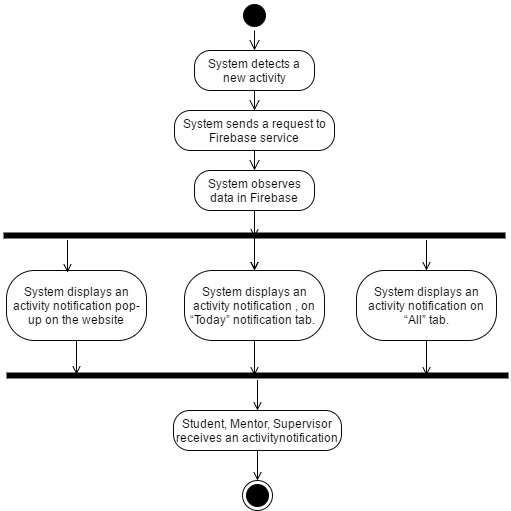 System detects a
new activity
System sends a request to
Firebase service
System observes
data in Firebase
System displays an
activity notification pop-
up on the website
System displays an
activity notification , on
“Today” notification tab.
System displays an
activity notification on
“All” tab.
Student, Mentor, Supervisor
receives an activitynotification